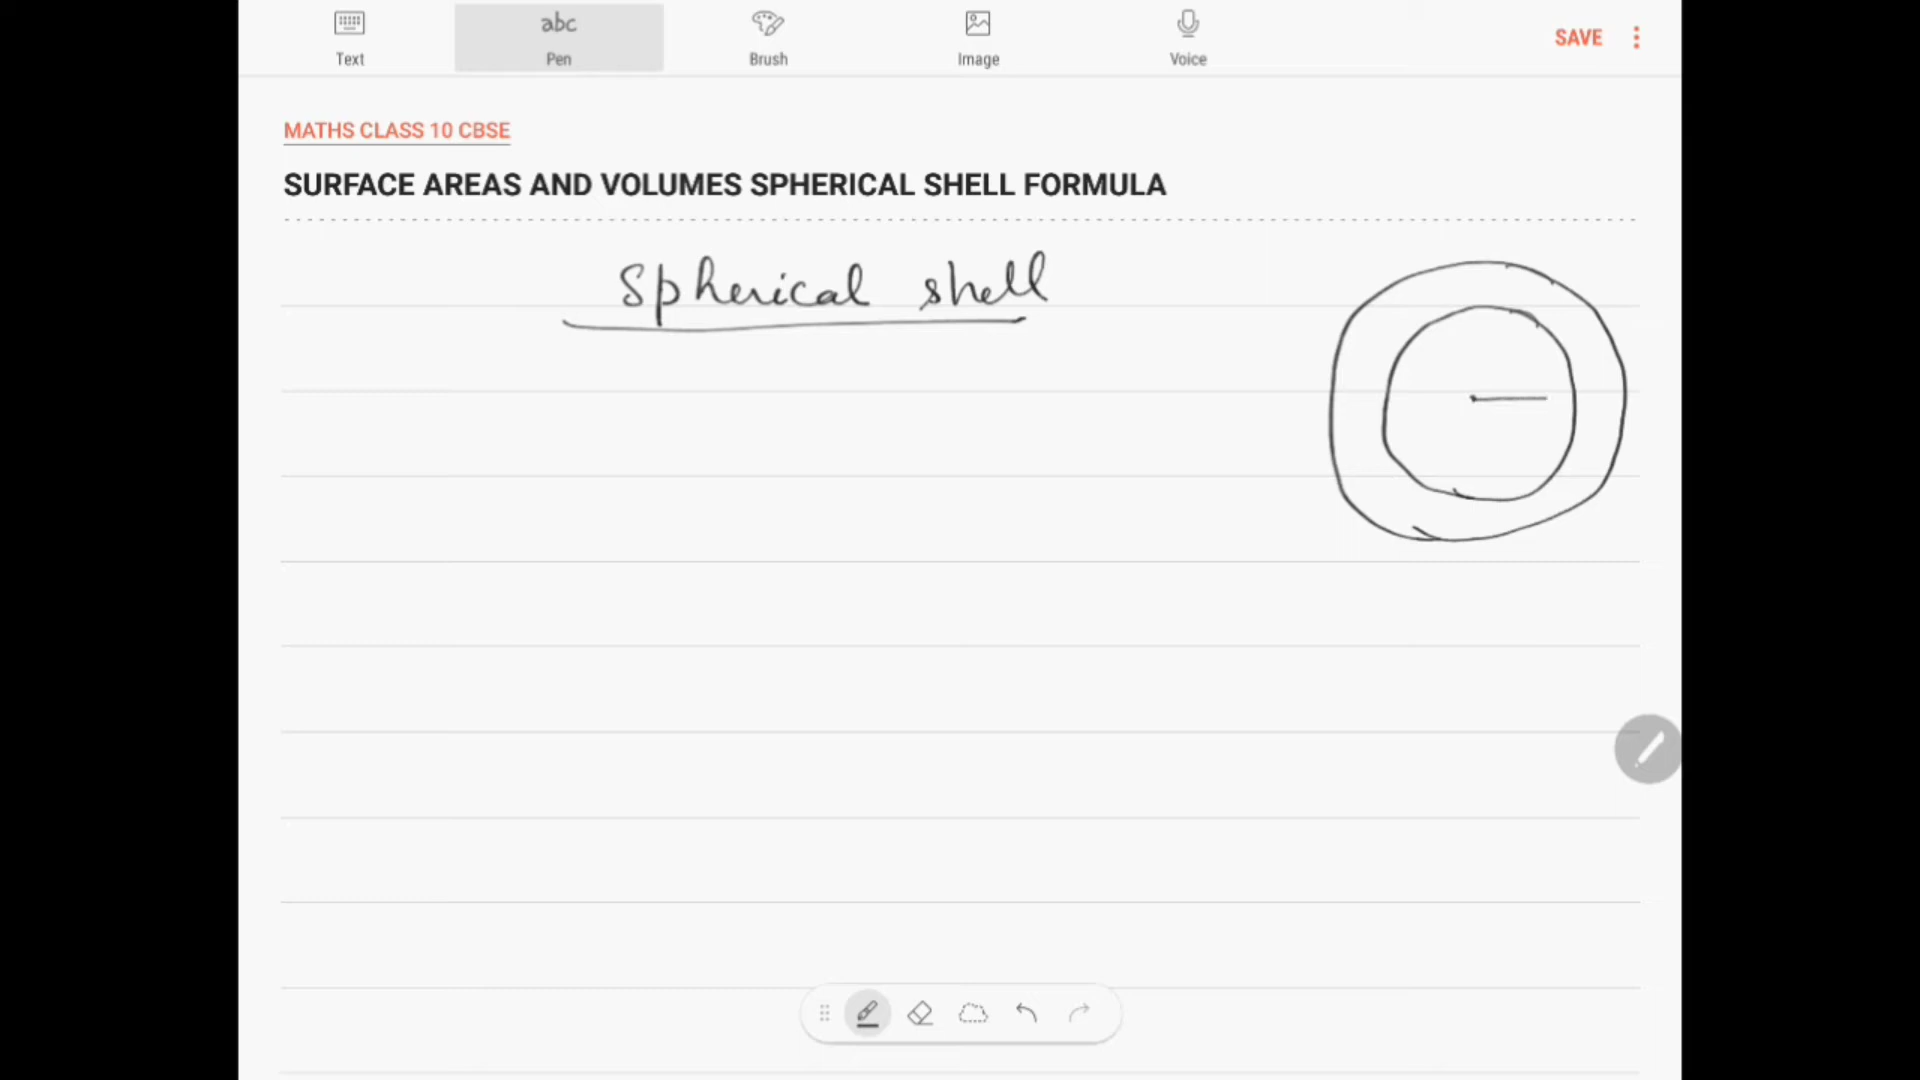 Text abc Pen Brush Image Voice SAVE
MATHS CLASS 10 CBSE
SURFACE AREAS AND VOLUMES SPHERICAL SHELL FORMULA
Spherical shell